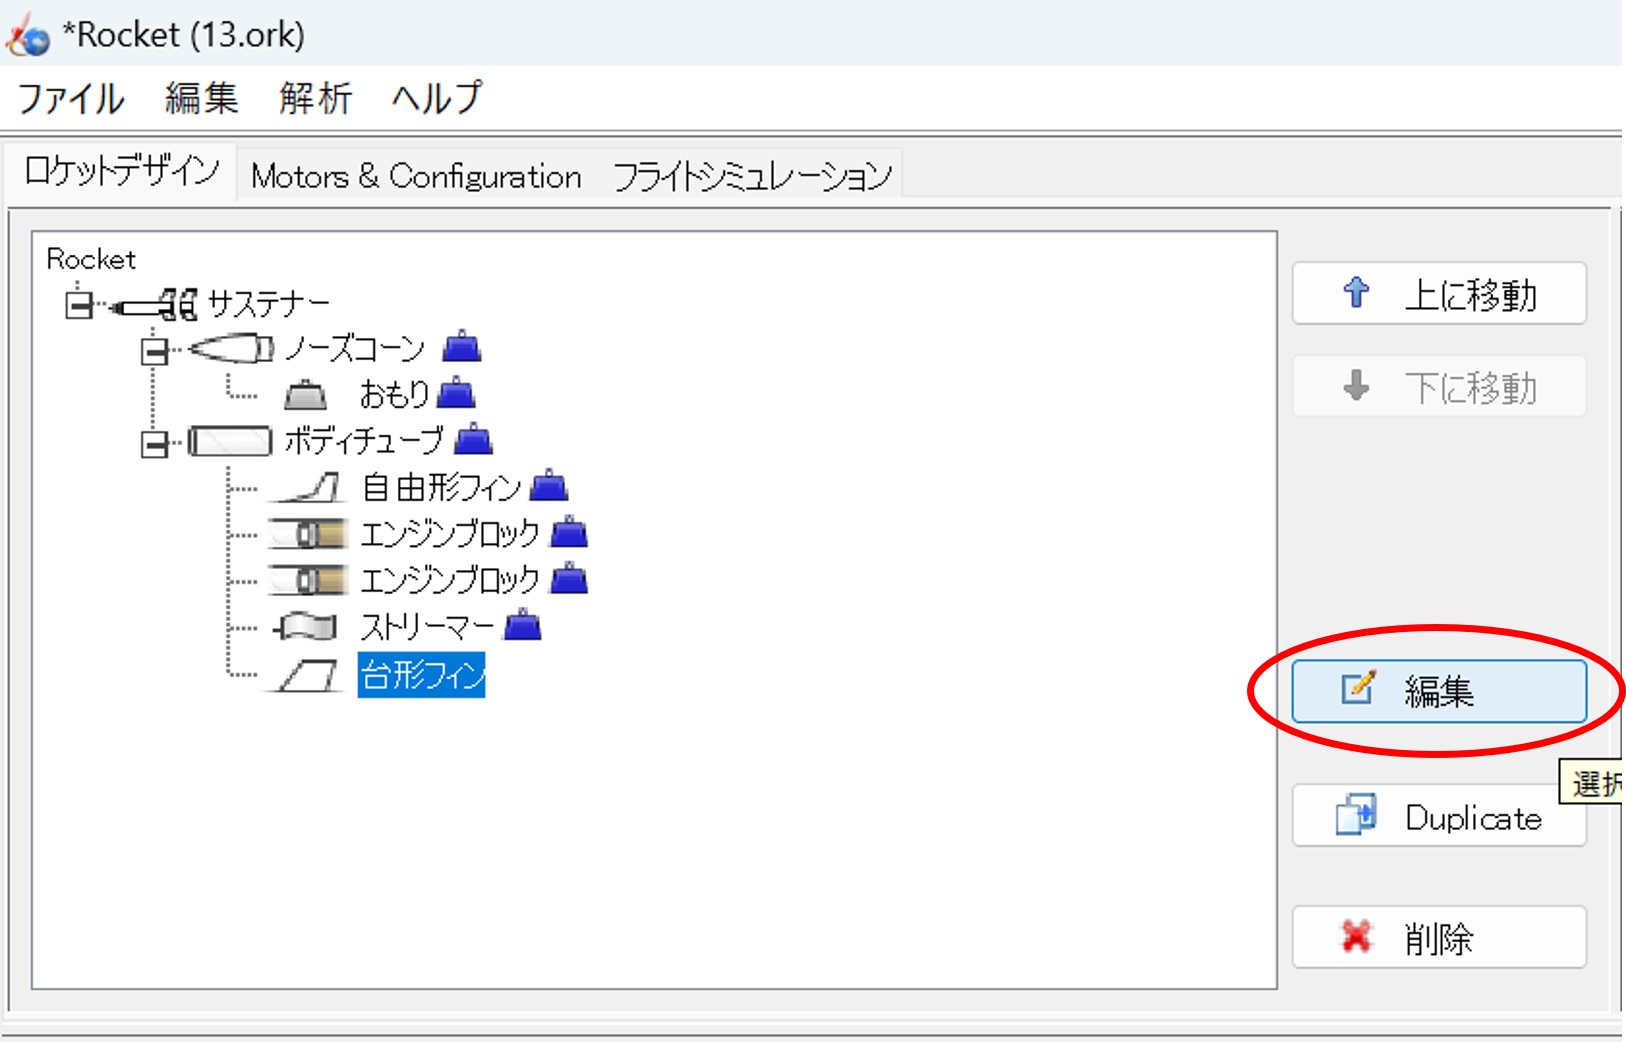 *Rocket (13.ork)
ファイル 編集 解析 ヘルプ
ロケットデザイン Motors & Configuration フライトシミュレーション
Rocket
サステナー
ノーズコーン
おもり
ボディチューブ
自由形フィン
エンジンブロック
エンジンブロック
ストリーマー
台形フィン
上に移動
下に移動
編集
選択
Duplicate
削除